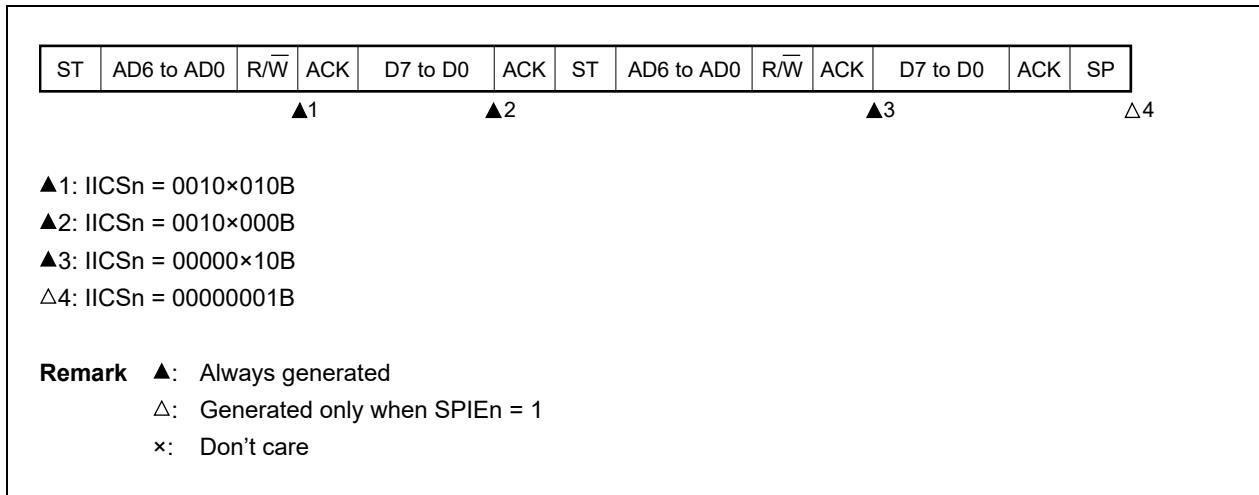 ST AD6 to AD0 R/W̅ ACK D7 to D0 ACK ST AD6 to AD0 R/W̅ ACK D7 to D0 ACK SP
▲1 ▲2 ▲3 △4
▲1: IICSn = 0010×010B
▲2: IICSn = 0010×000B
▲3: IICSn = 00000×10B
△4: IICSn = 00000001B
Remark ▲: Always generated
△: Generated only when SPIEn = 1
×: Don’t care